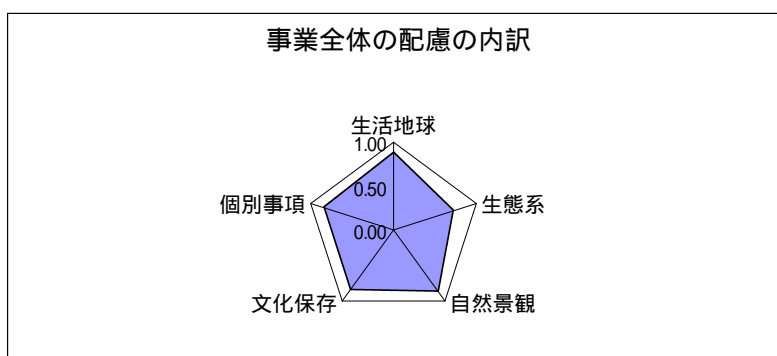 事業全体の配慮の内訳
生活地球
1.00
0.50
0.00
個別事項
生態系
文化保存
自然景観